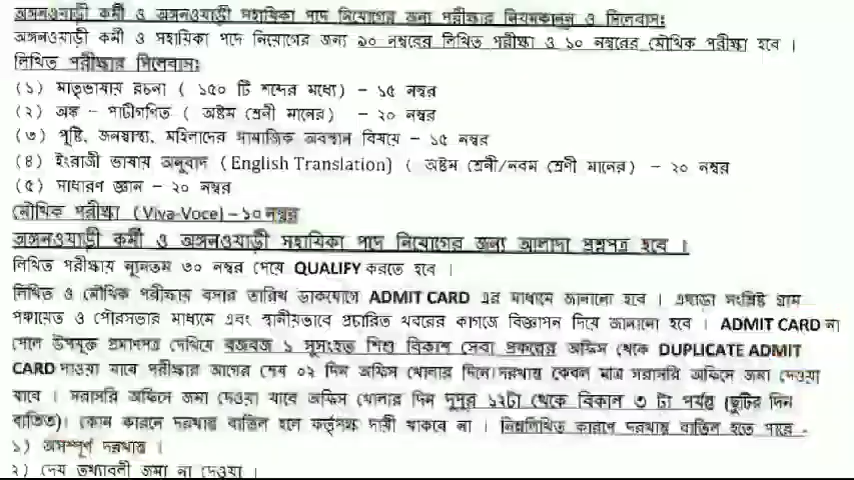 অঙ্গনওয়াড়ী কর্মী ও অঙ্গনওয়াড়ী সহায়িকা পদে নিয়োগের জন্য পরীক্ষার নিয়মকানুন ও সিলেবাস:
অঙ্গনওয়াড়ী কর্মী ও সহায়িকা পদে নিয়োগের জন্য ৯০ নম্বরের লিখিত পরীক্ষা ও ১০ নম্বরের মৌখিক পরীক্ষা হবে ।
লিখিত পরীক্ষার সিলেবাস:
(১) মাতৃভাষায় রচনা ( ১৫০ টি শব্দের মধ্যে) – ১৫ নম্বর
(২) অঙ্ক – পাটীগণিত ( অষ্টম শ্রেনী মানের) – ২০ নম্বর
(৩) পুষ্টি, জনস্বাস্থ্য, মহিলাদের সামাজিক অবস্থান বিষয়ে – ১৫ নম্বর
(৪) ইংরাজী ভাষায় অনুবাদ (English Translation) ( অষ্টম শ্রেনী/নবম শ্রেণী মানের) – ২০ নম্বর
(৫) সাধারণ জ্ঞান – ২০ নম্বর
মৌখিক পরীক্ষা (Viva-Voce) – ১০ নম্বর
অঙ্গনওয়াড়ী কর্মী ও অঙ্গনওয়াড়ী সহায়িকা পদে নিয়োগের জন্য আলাদা প্রশ্নপত্র হবে ।
লিখিত পরীক্ষায় ন্যূনতম ৩০ নম্বর পেয়ে QUALIFY করতে হবে ।
লিখিত ও মৌখিক পরীক্ষায় বসার তারিখ ডাকযোগে ADMIT CARD এর মাধ্যমে জানানো হবে । এছাড়া সংশ্লিষ্ট গ্রাম
পঞ্চায়েত ও পৌরসভার মাধ্যমে এবং স্থানীয়ভাবে প্রচারিত খবরের কাগজে বিজ্ঞাপন দিয়ে জানানো হবে । ADMIT CARD না
পেলে উপযুক্ত প্রমাণপত্র দেখিয়ে বজবজ ১ সুসংহত শিশু বিকাশ সেবা প্রকল্পের অফিস থেকে DUPLICATE ADMIT
CARD পাওয়া যাবে পরীক্ষার আগের শেষ ০২ দিন অফিস খোলার দিনে। দরখাস্ত কেবল মাত্র সরাসরি অফিসে জমা দেওয়া
যাবে । সরাসরি অফিসে জমা দেওয়া যাবে অফিস খোলার দিন দুপুর ১২টা থেকে বিকাল ৩ টা পর্যন্ত (ছুটির দিন
ব্যতিত)। কোন কারনে দরখাস্ত বাতিল হলে কর্তৃপক্ষ দায়ী থাকবে না । নিম্নলিখিত কারণে দরখাস্ত বাতিল হতে পারে -
১) অসম্পূর্ণ দরখাস্ত ।
২) দেয় তথ্যাবলী জমা না দেওয়া ।